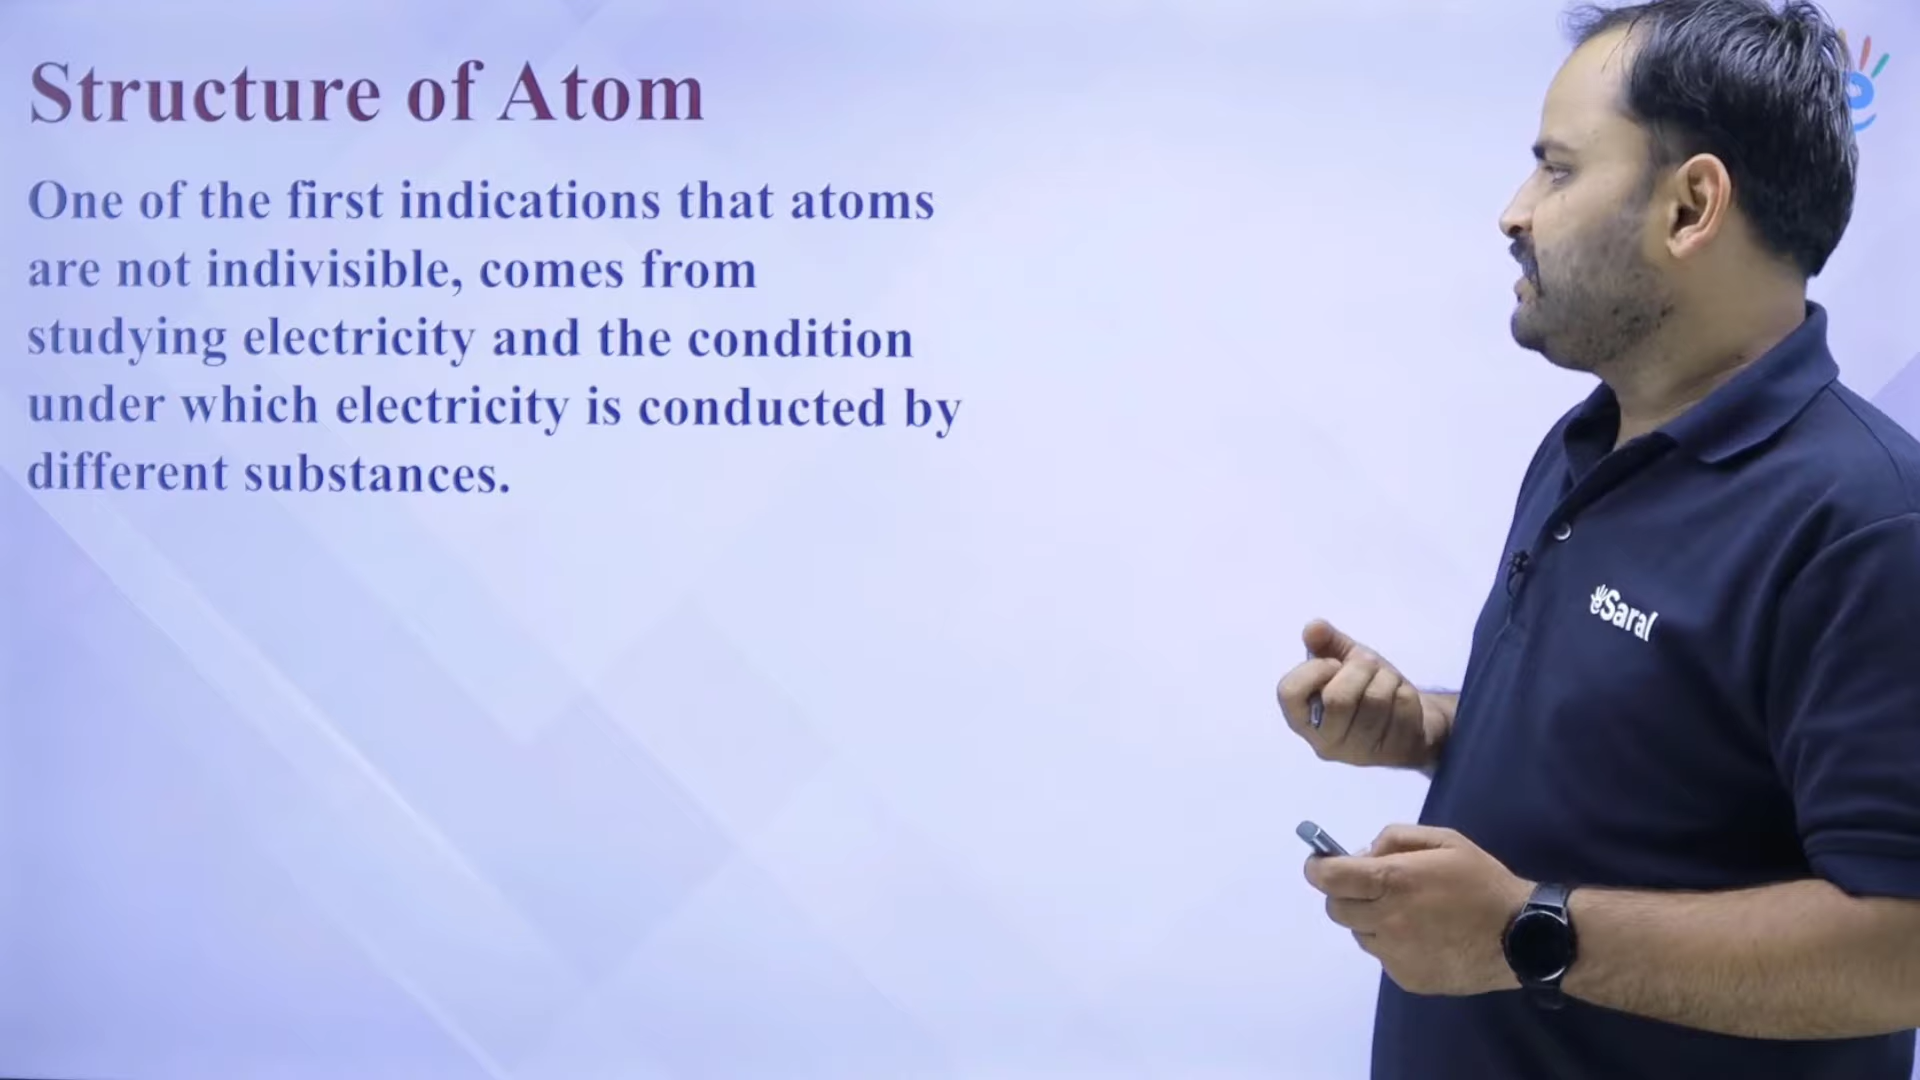 Structure of Atom
One of the first indications that atoms
are not indivisible, comes from
studying electricity and the condition
under which electricity is conducted by
different substances.
eSaral